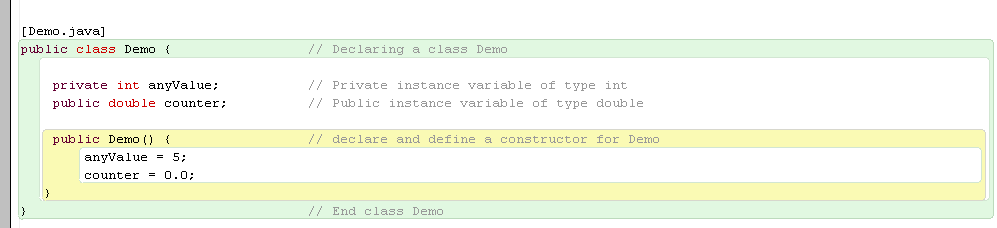 [Demo.java]
public class Demo { // Declaring a class Demo
private int anyValue; // Private instance variable of type int
public double counter; // Public instance variable of type double
public Demo() { // declare and define a constructor for Demo
anyValue = 5;
counter = 0.0;
}
} // End class Demo